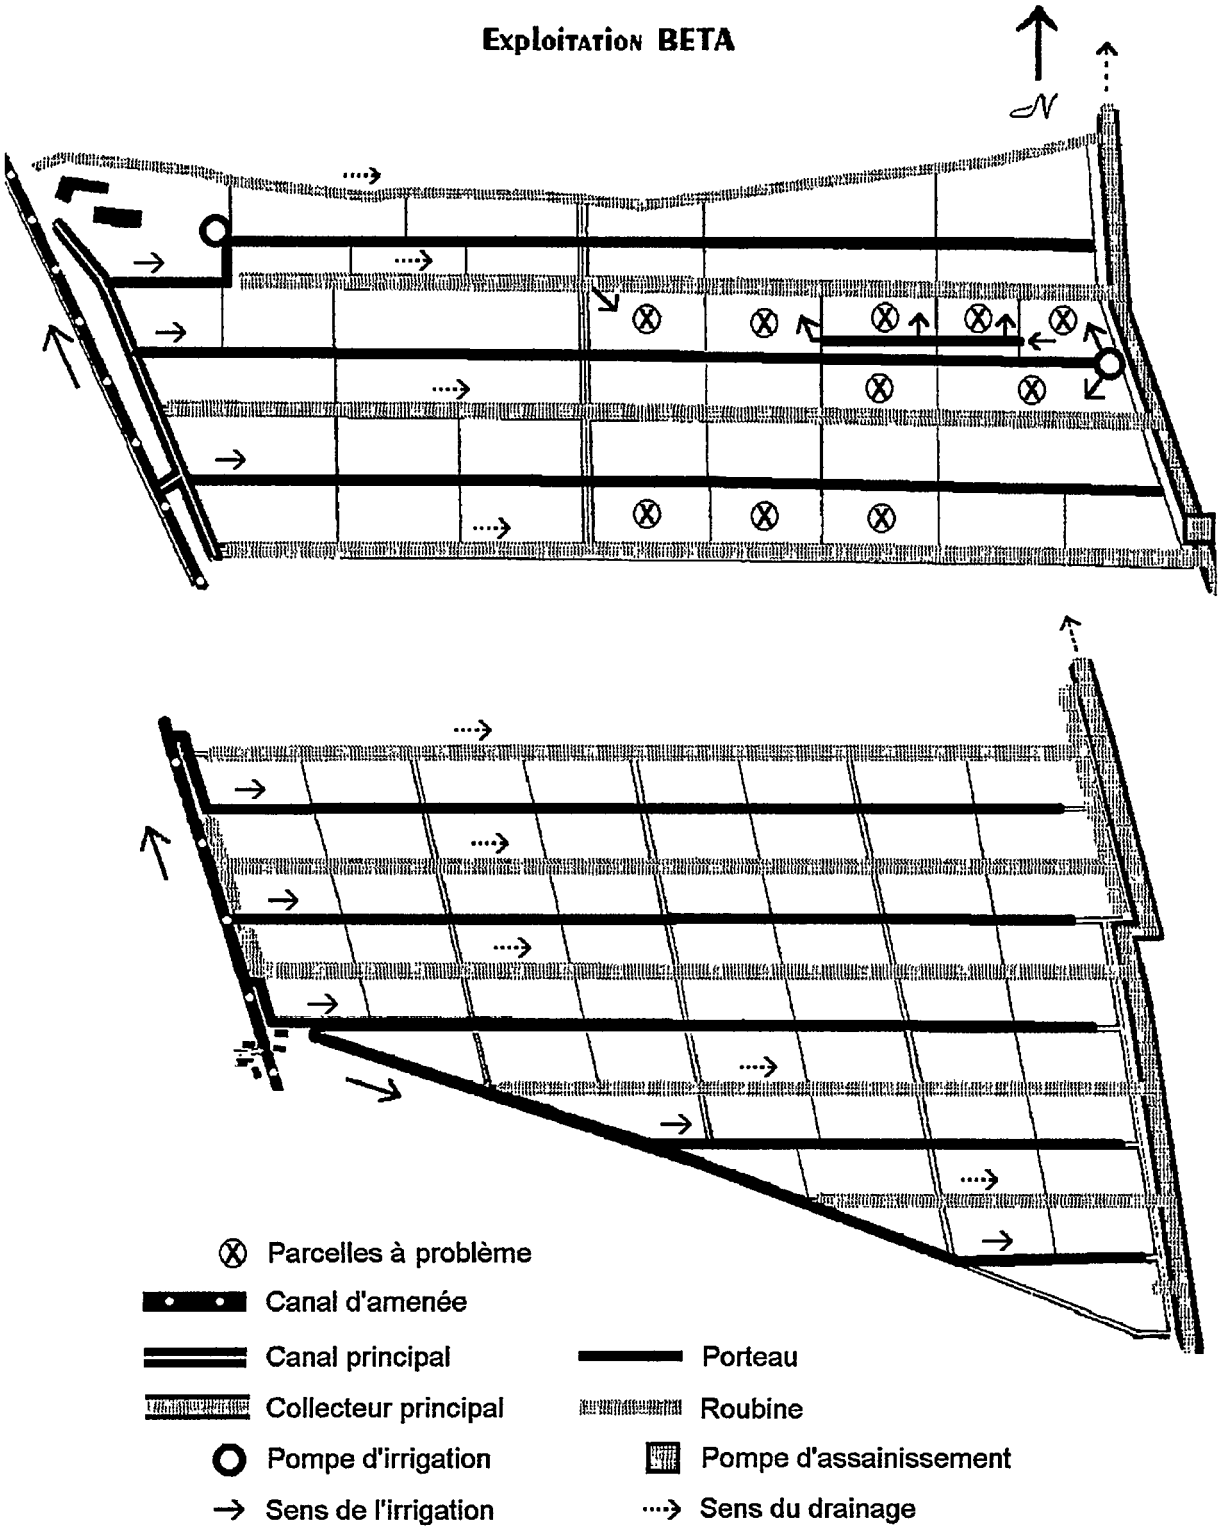 Exploitation BETA
N
Parcelles à problème
Canal d'amenée
Canal principal
Porteau
Collecteur principal
Roubine
Pompe d'irrigation
Pompe d'assainissement
Sens de l'irrigation
Sens du drainage